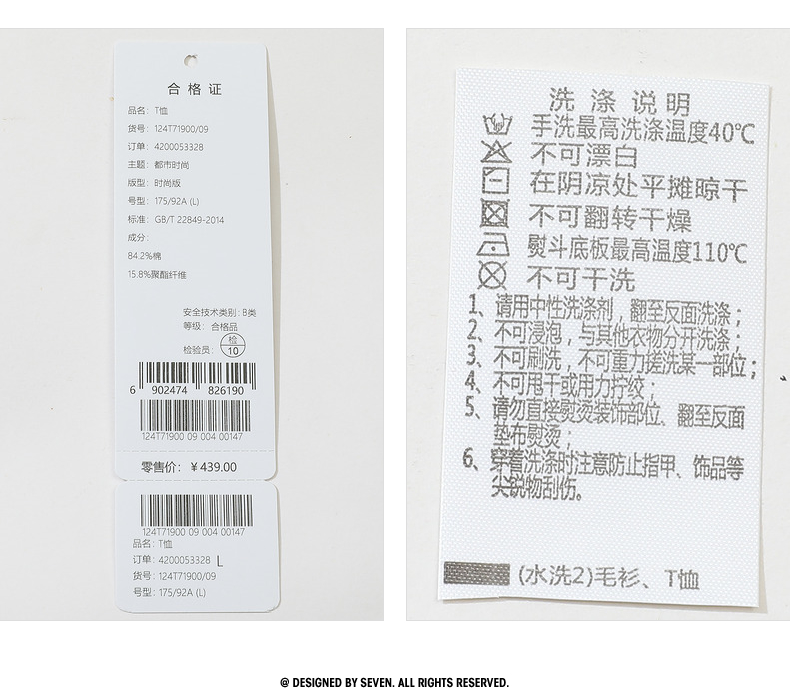 合格证
品名: T恤
货号: 124T71900/09
订单: 4200053328
主题: 都市时尚
版型: 时尚版
号型: 175/92A (L)
标准: GB/T 22849-2014
成分:
84.2%棉
15.8%聚酯纤维
安全技术类别: B类
等级: 合格品
检验员: 检 10
6 902474 826190
124T71900 09 004 00147
零售价: ¥439.00
124T71900 09 004 00147
品名: T恤
订单: 4200053328 L
货号: 124T71900/09
号型: 175/92A (L)
洗涤说明
手洗最高洗涤温度40℃
不可漂白
在阴凉处平摊晾干
不可翻转干燥
熨斗底板最高温度110℃
不可干洗
1、请用中性洗涤剂，翻至反面洗涤；
2、不可浸泡，与其他衣物分开洗涤；
3、不可刷洗，不可重力搓洗某一部位；
4、不可甩干或用力拧绞；
5、请勿直接熨烫装饰部位、翻至反面
垫布熨烫；
6、穿着洗涤时注意防止指甲、饰品等
尖锐物刮伤。
(水洗2)毛衫、T恤
@ DESIGNED BY SEVEN. ALL RIGHTS RESERVED.